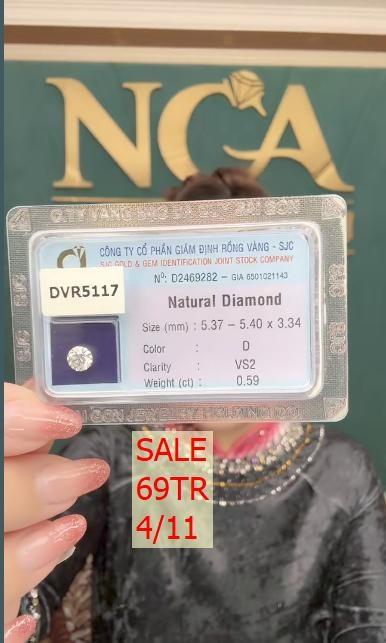 NCA
CÔNG TY CỔ PHẦN GIÁM ĐỊNH RỒNG VÀNG - SJC
SJC GOLD & GEM IDENTIFICATION JOINT STOCK COMPANY
Nº: D2469282 - GIA 6501021143
DVR5117
Natural Diamond
Size (mm) : 5.37 – 5.40 x 3.34
Color : D
Clarity : VS2
Weight (ct) : 0.59
SALE
69TR
4/11